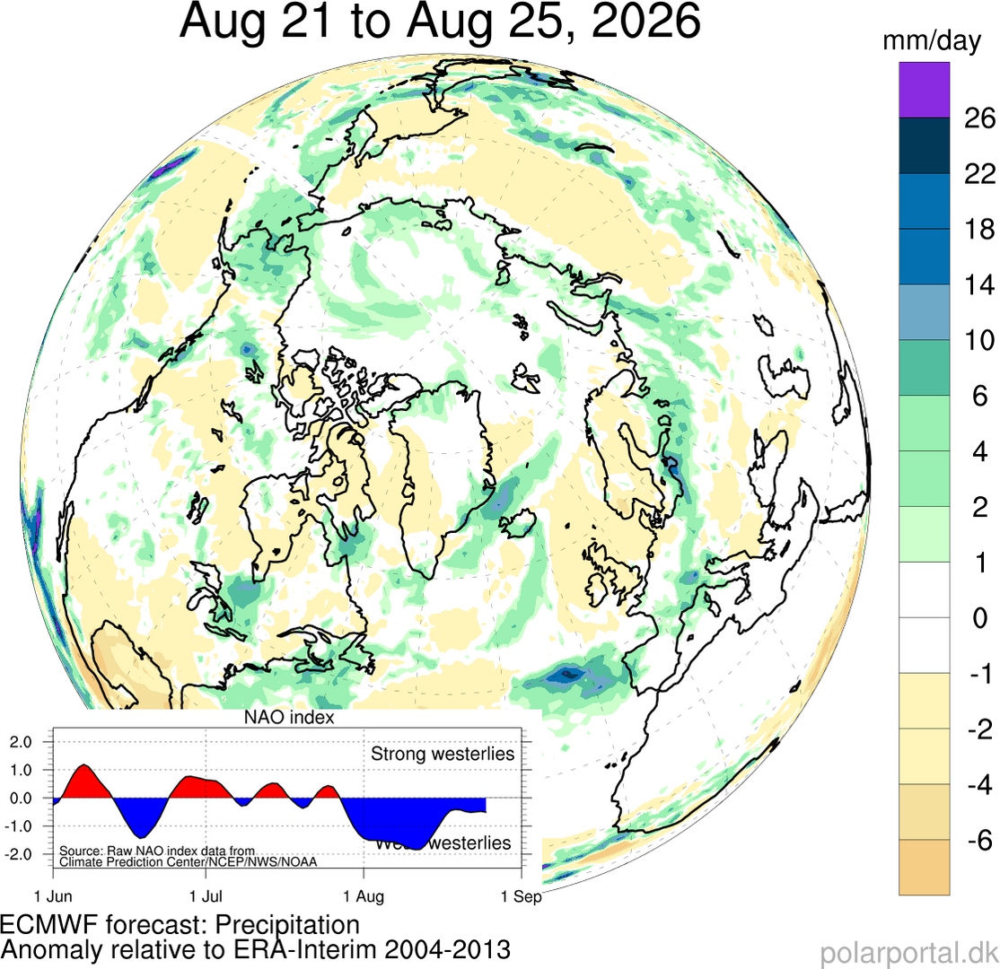 Aug 21 to Aug 25, 2026
mm/day
26
22
18
14
10
6
4
2
1
0
-1
-2
-4
-6
NAO index
2.0
1.0
0.0
-1.0
-2.0
Strong westerlies
westerlies
Source: Raw NAO index data from
Climate Prediction Center/NCEP/NWS/NOAA
1 Jun
1 Jul
1 Aug
1 Sep
ECMWF forecast: Precipitation
Anomaly relative to ERA-Interim 2004-2013
polarportal.dk